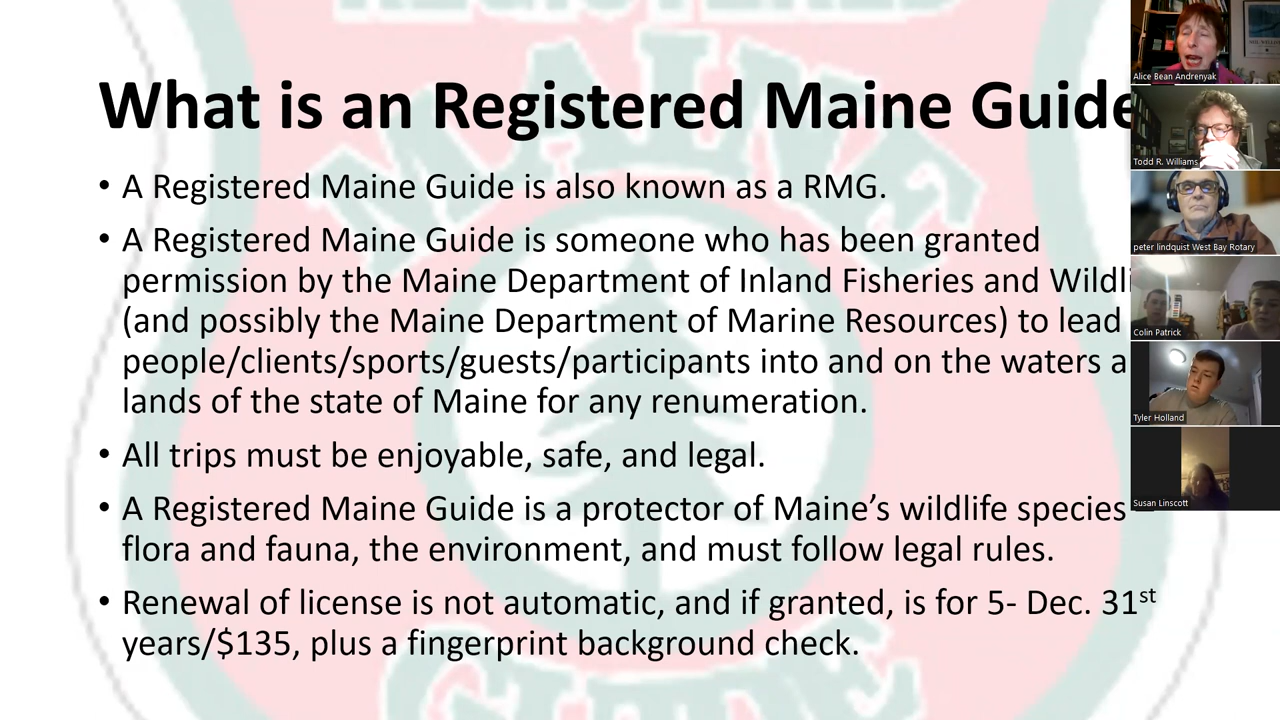 REGISTERED
MAINE
What is an Registered Maine Guide
• A Registered Maine Guide is also known as a RMG.
• A Registered Maine Guide is someone who has been granted
permission by the Maine Department of Inland Fisheries and Wildli
(and possibly the Maine Department of Marine Resources) to lead
people/clients/sports/guests/participants into and on the waters a
lands of the state of Maine for any renumeration.
• All trips must be enjoyable, safe, and legal.
• A Registered Maine Guide is a protector of Maine’s wildlife species
flora and fauna, the environment, and must follow legal rules.
• Renewal of license is not automatic, and if granted, is for 5- Dec. 31st
years/$135, plus a fingerprint background check.
GUIDE
Alice Bean Andrenyak
Todd R. Williams
peter lindquist West Bay Rotary
Colin Patrick
Tyler Holland
Susan Linscott